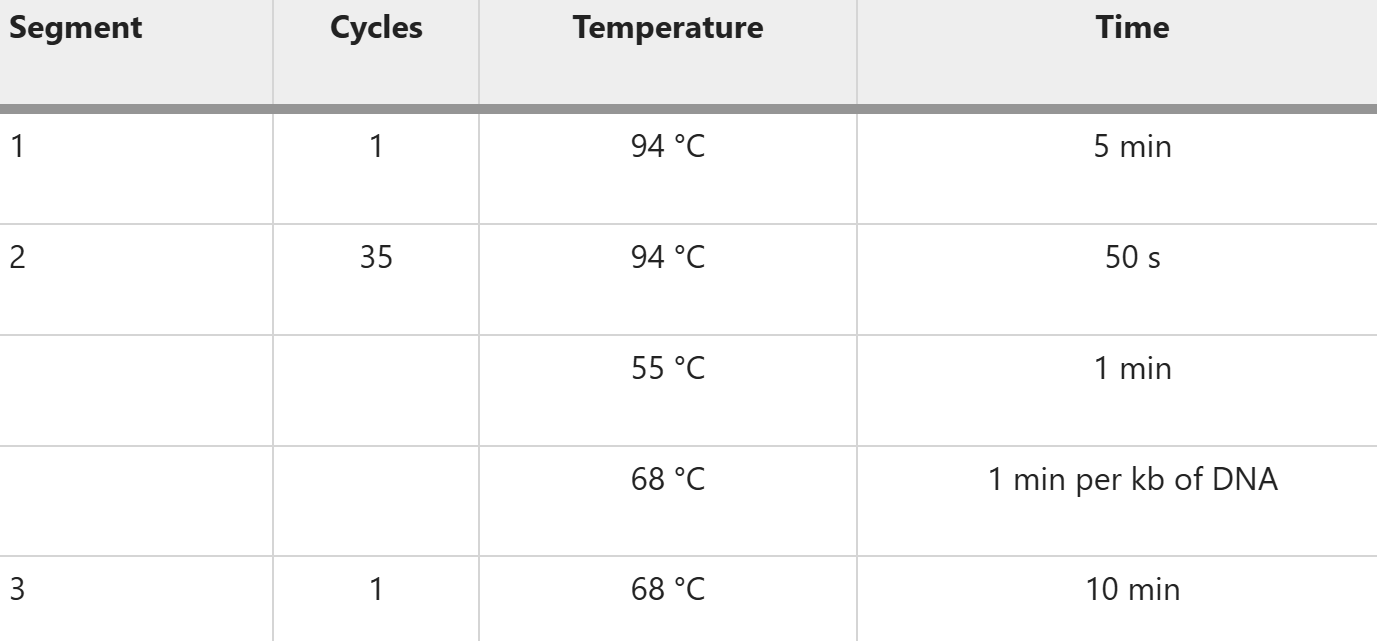 Segment Cycles Temperature Time
1 1 94 °C 5 min
2 35 94 °C 50 s
55 °C 1 min
68 °C 1 min per kb of DNA
3 1 68 °C 10 min